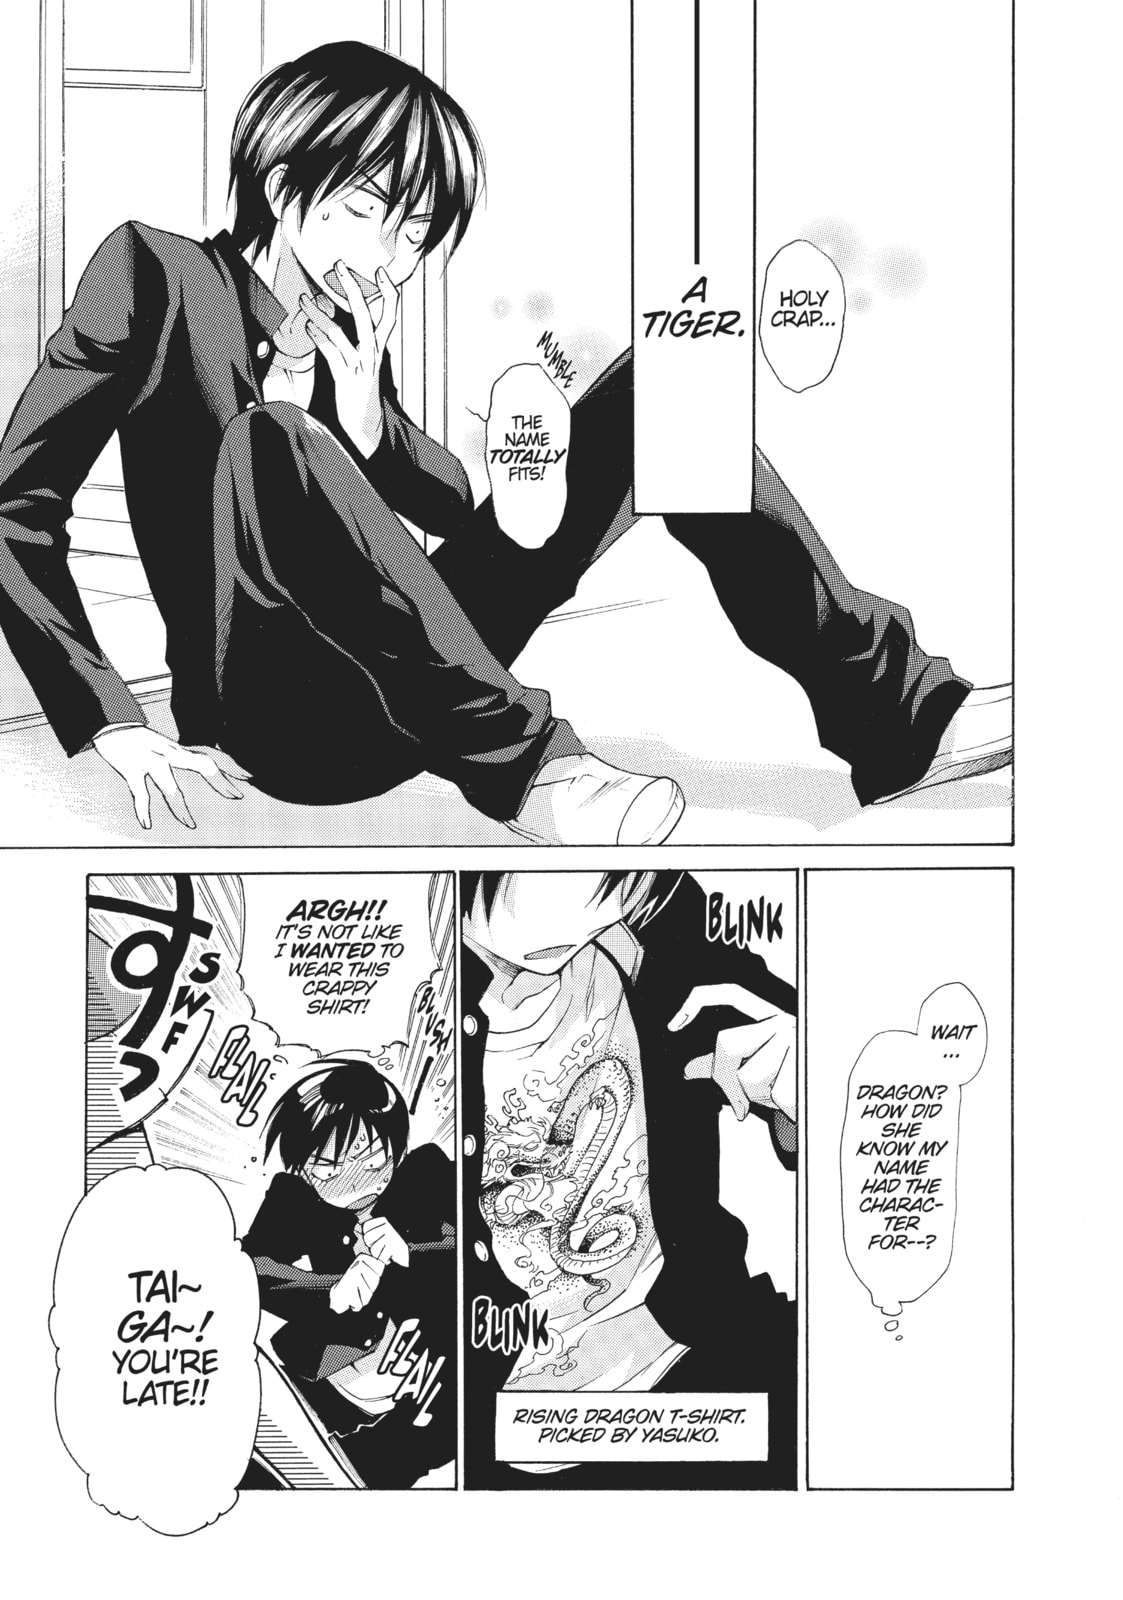 HOLY
CRAP...
A
TIGER.
MUMBLE
THE
NAME
TOTALLY
FITS!
WAIT
...
DRAGON?
HOW DID
SHE
KNOW MY
NAME
HAD THE
CHARAC-
TER
FOR--?
BLINK
BLINK
RISING DRAGON T-SHIRT.
PICKED BY YASUKO.
ARGH!!
IT'S NOT LIKE
I WANTED TO
WEAR THIS
CRAPPY
SHIRT!
BLUSH
FLAIL
FLAIL
すっ
SWF
TAI~
GA~!
YOU'RE
LATE!!